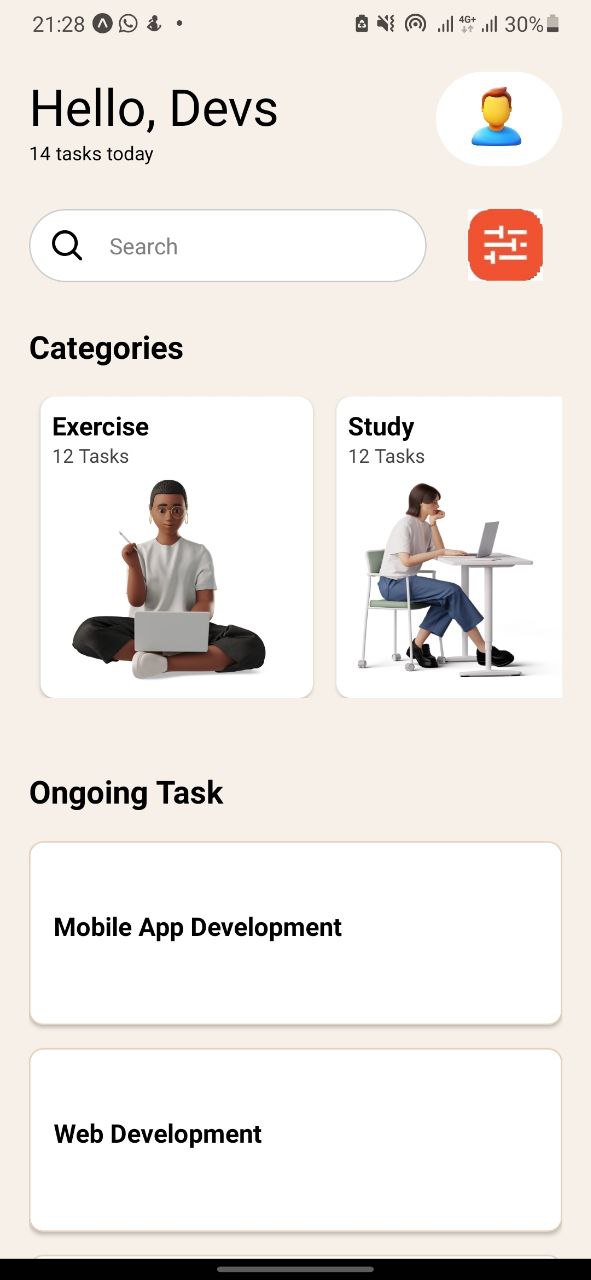 21:28 4G+ 30%
Hello, Devs
14 tasks today
Search
Categories
Exercise
12 Tasks
Study
12 Tasks
Ongoing Task
Mobile App Development
Web Development